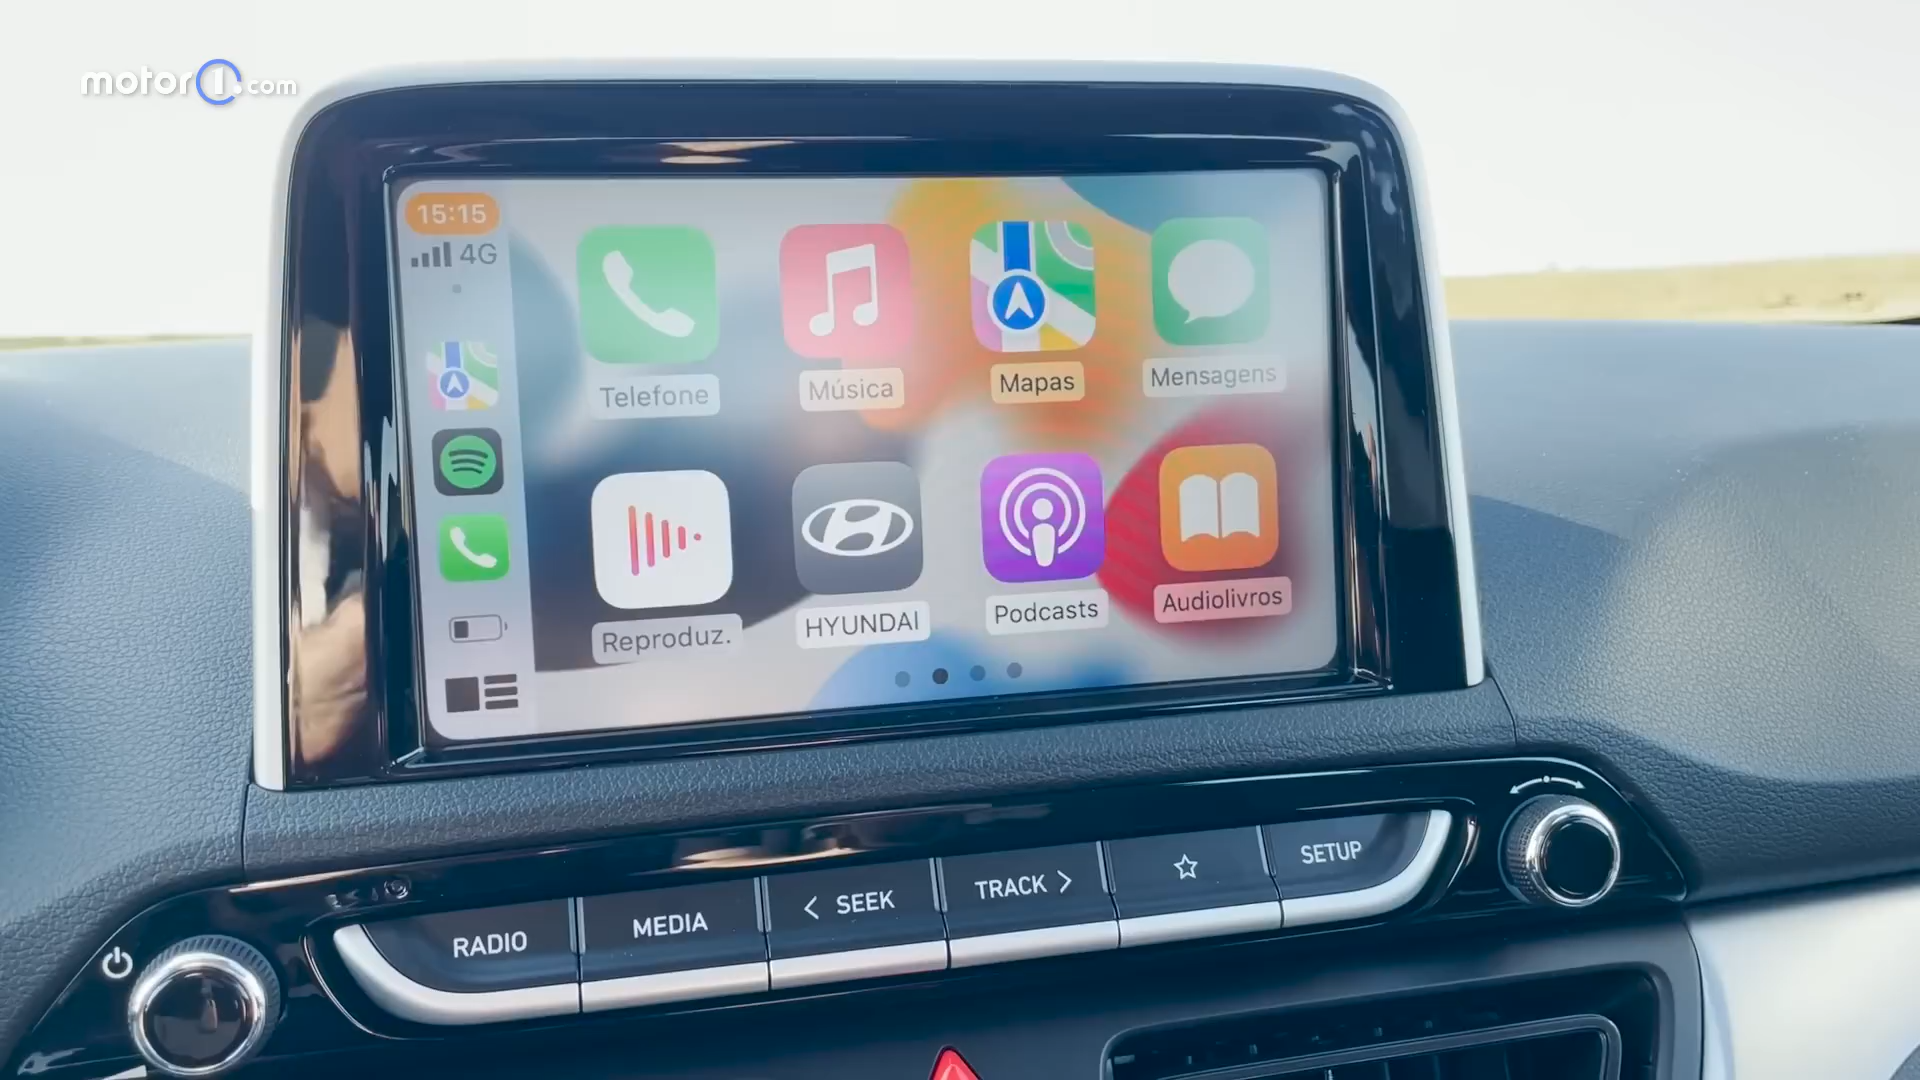 motor1.com
15:15
4G
Telefone
Música
Mapas
Mensagens
Reproduz.
HYUNDAI
Podcasts
Audiolivros
RADIO
MEDIA
< SEEK
TRACK >
SETUP